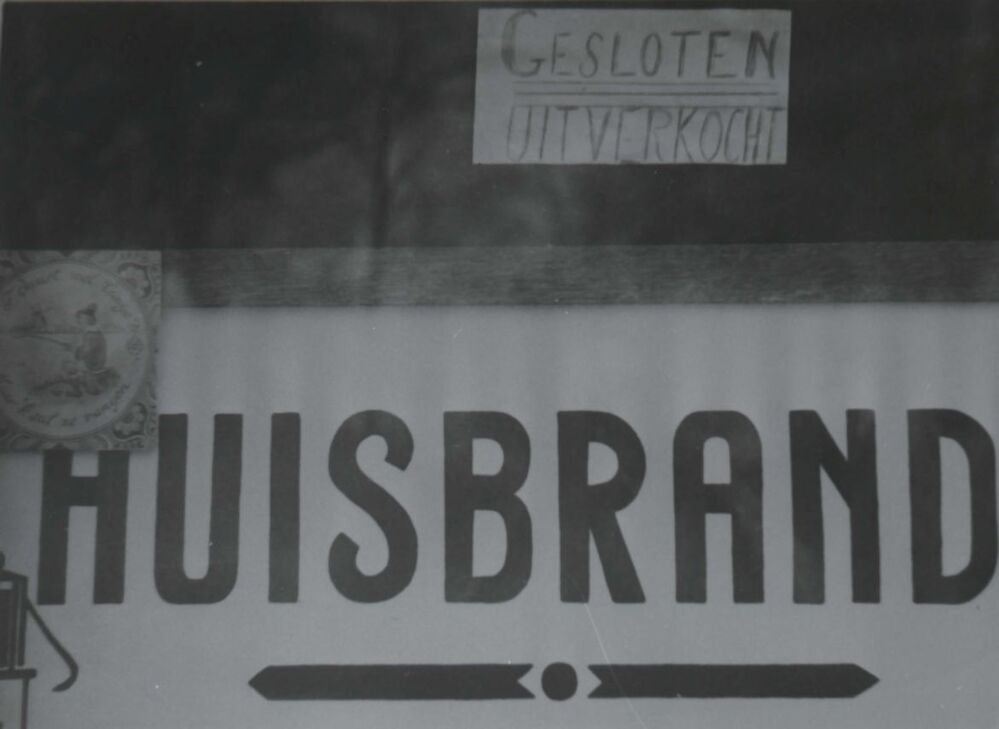 GESLOTEN
UITVERKOCHT
HUISBRAND